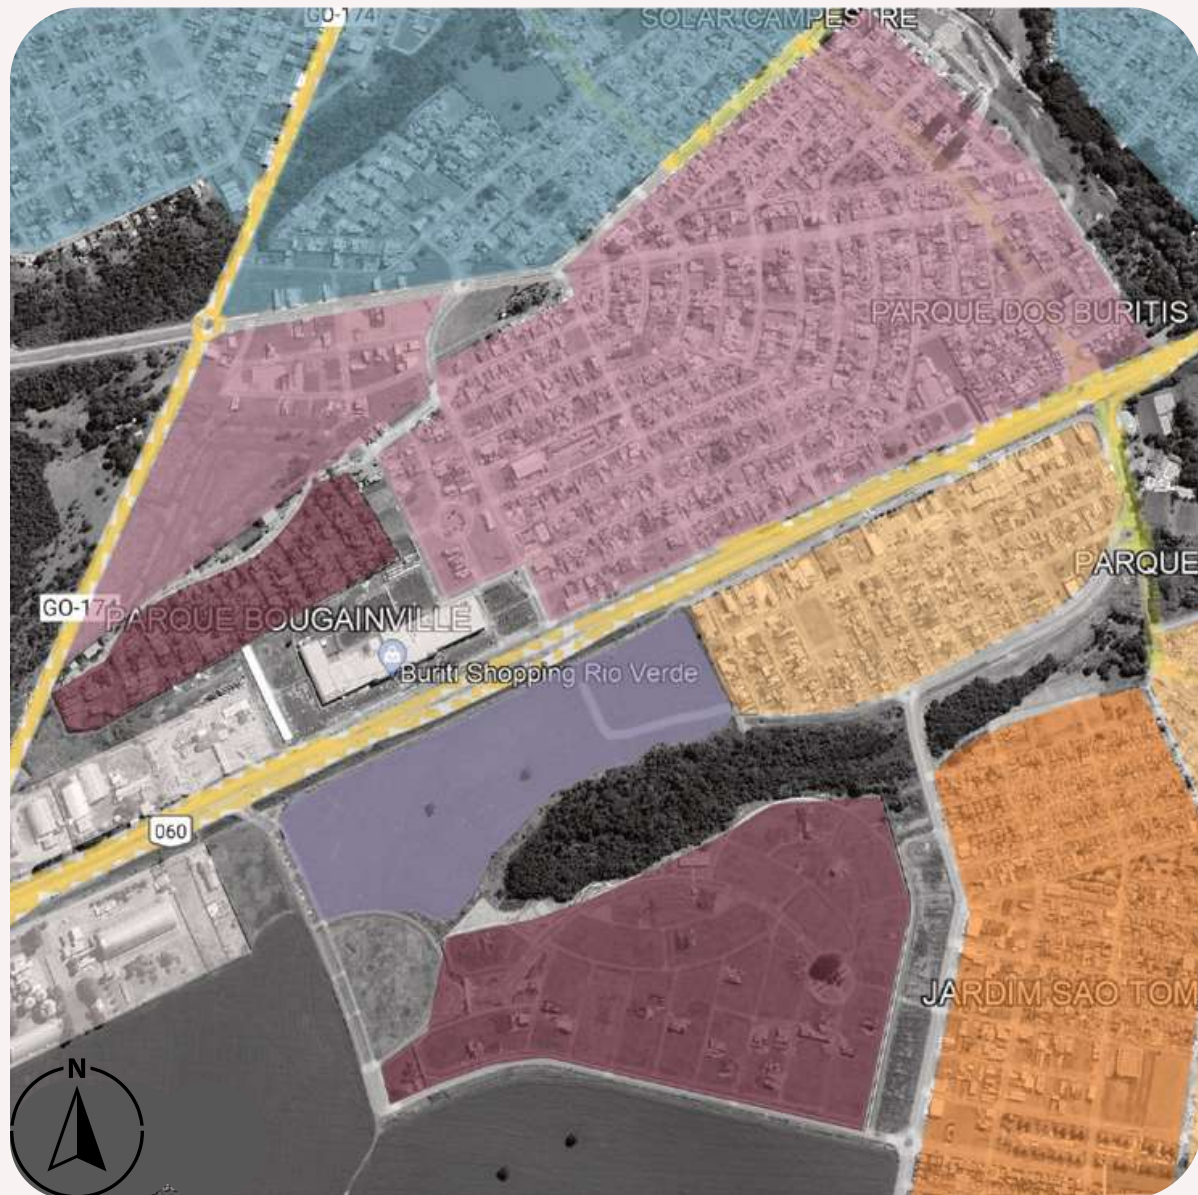 GO-174
SOLAR CAMPESTRE
PARQUE DOS BURITIS
PARQUE
GO-174
PARQUE BOUGAINVILLE
Buriti Shopping Rio Verde
060
JARDIM SAO TOM
N